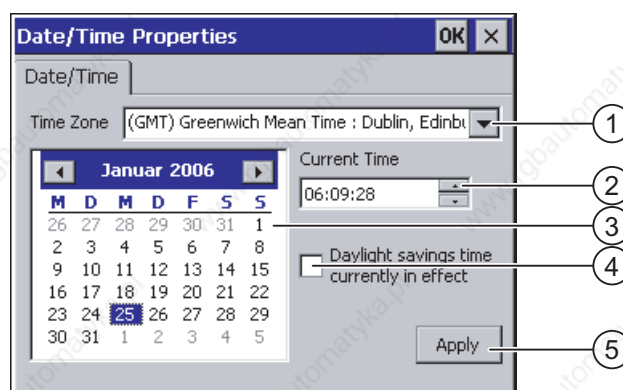 Date/Time Properties OK ×
Date/Time
Time Zone (GMT) Greenwich Mean Time : Dublin, Edinbu 1
Januar 2006
M D M D F S S
26 27 28 29 30 31 1
2 3 4 5 6 7 8
9 10 11 12 13 14 15
16 17 18 19 20 21 22
23 24 25 26 27 28 29
30 31 1 2 3 4 5
Current Time
06:09:28 2
3
Daylight savings time
currently in effect
4
Apply 5